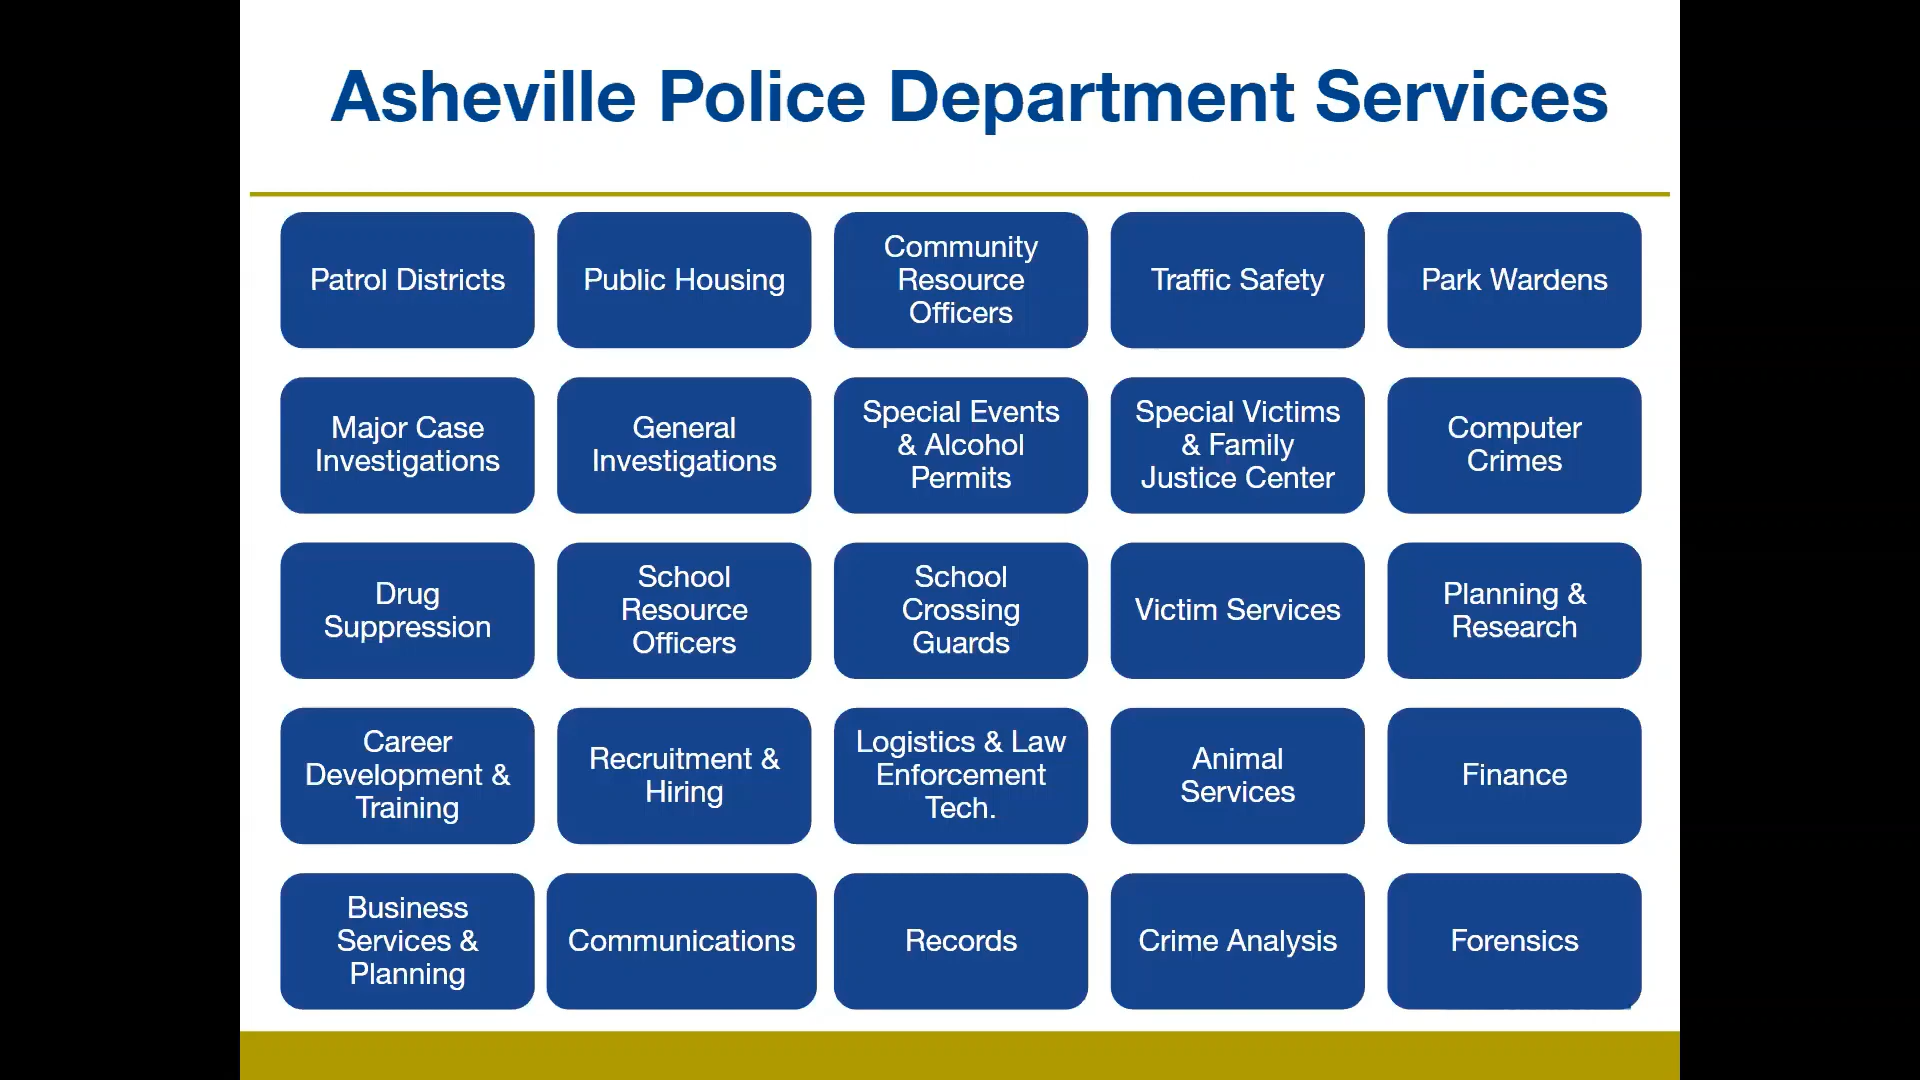 Asheville Police Department Services
Patrol Districts
Public Housing
Community
Resource
Officers
Traffic Safety
Park Wardens
Major Case
Investigations
General
Investigations
Special Events
& Alcohol
Permits
Special Victims
& Family
Justice Center
Computer
Crimes
Drug
Suppression
School
Resource
Officers
School
Crossing
Guards
Victim Services
Planning &
Research
Career
Development &
Training
Recruitment &
Hiring
Logistics & Law
Enforcement
Tech.
Animal
Services
Finance
Business
Services &
Planning
Communications
Records
Crime Analysis
Forensics